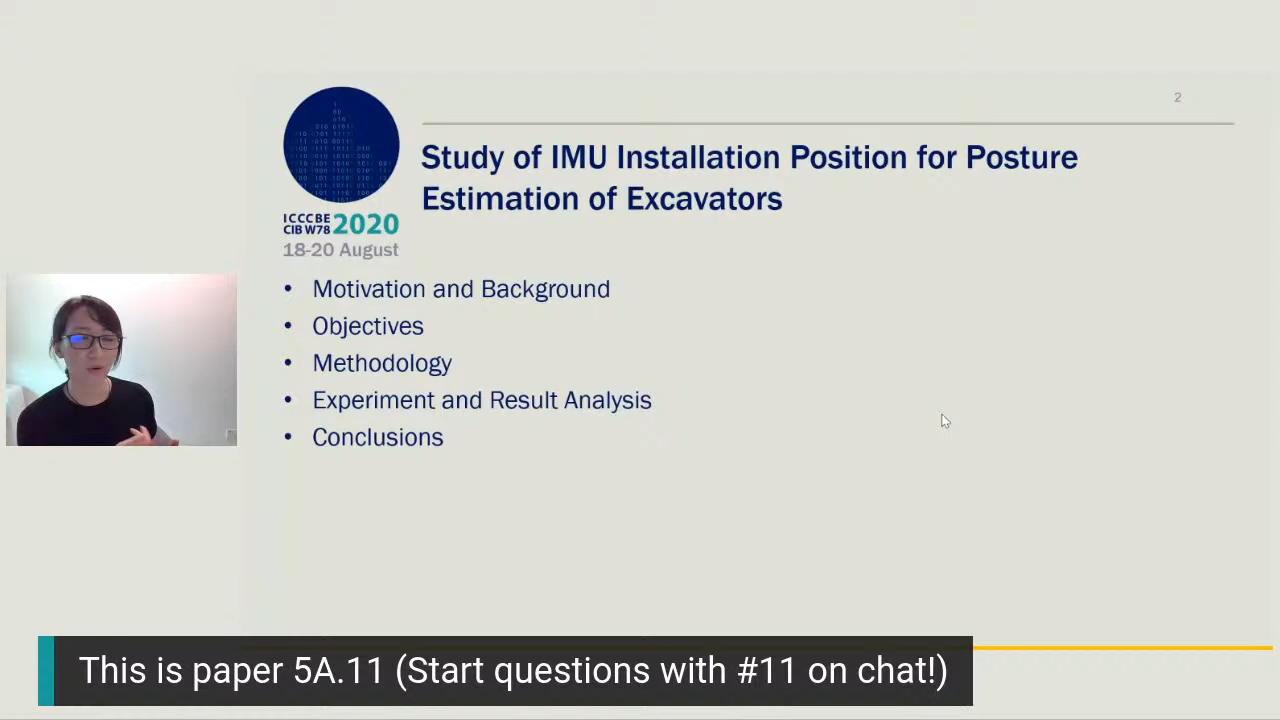 2
Study of IMU Installation Position for Posture
Estimation of Excavators
ICCCBE
CIB W78 2020
18-20 August
• Motivation and Background
• Objectives
• Methodology
• Experiment and Result Analysis
• Conclusions
This is paper 5A.11 (Start questions with #11 on chat!)